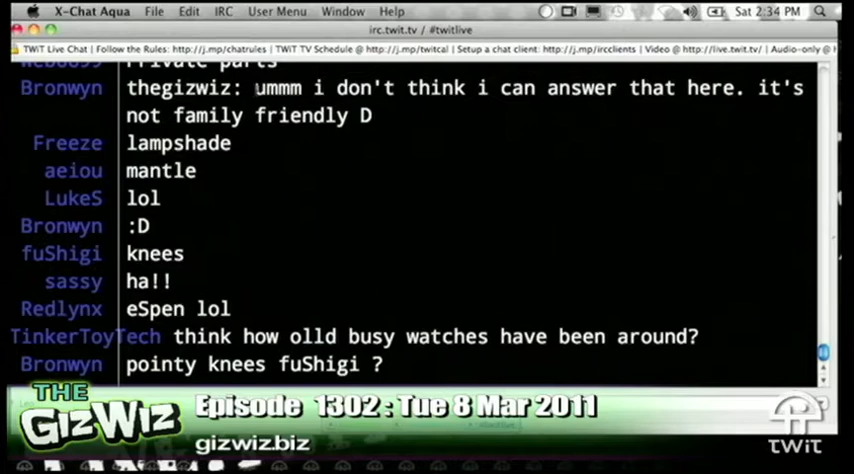 X-Chat Aqua File Edit IRC User Menu Window Help Sat 2:34 PM
irc.twit.tv / #twitlive
TWiT Live Chat | Follow the Rules: http://j.mp/chatrules | TWiT TV Schedule @ http://j.mp/twitcal | Setup a chat client: http://j.mp/ircclients | Video @ http://live.twit.tv/ | Audio-only @
Private parts
Bronwyn thegizwiz: ummm i don't think i can answer that here. it's
not family friendly D
Freeze lampshade
aeiou mantle
LukeS lol
Bronwyn :D
fuShigi knees
sassy ha!!
Redlynx eSpen lol
TinkerToyTech think how olld busy watches have been around?
Bronwyn pointy knees fuShigi ?
THE
GizWiz
Episode 1302 : Tue 8 Mar 2011
gizwiz.biz
TWiT